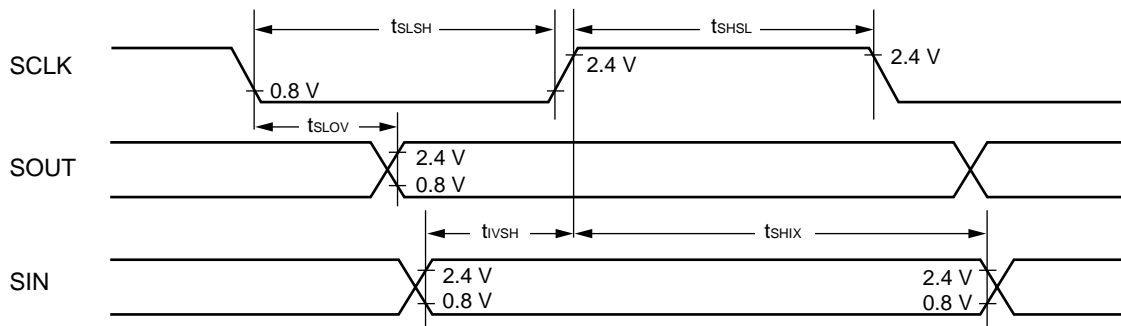 tSLSH tSHSL
SCLK 2.4 V 2.4 V
0.8 V
tSLOV
SOUT 2.4 V
0.8 V
tIVSH tSHIX
SIN 2.4 V 2.4 V
0.8 V 0.8 V